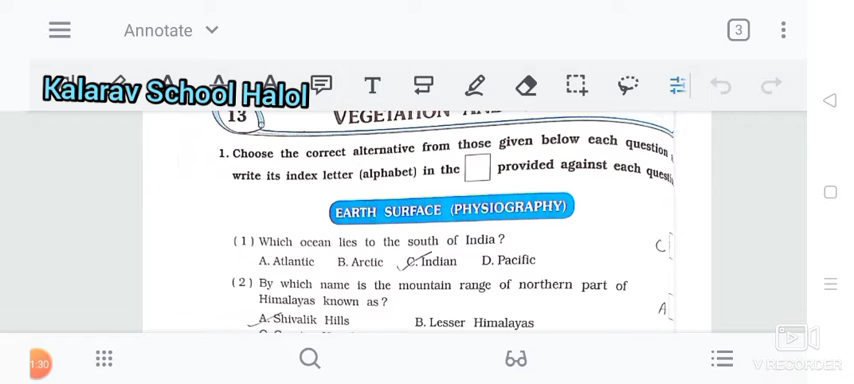 Annotate
3
Kalarav School Halol
T
13
VEGETATION
1. Choose the correct alternative from those given below each question
write its index letter (alphabet) in the provided against each
EARTH SURFACE (PHYSIOGRAPHY)
(1) Which ocean lies to the south of India?
C
A. Atlantic B. Arctic C. Indian D. Pacific
(2) By which name is the mountain range of northern part of
Himalayas known as?
A
A. Shivalik Hills B. Lesser Himalayas
1:30
V RECORDER